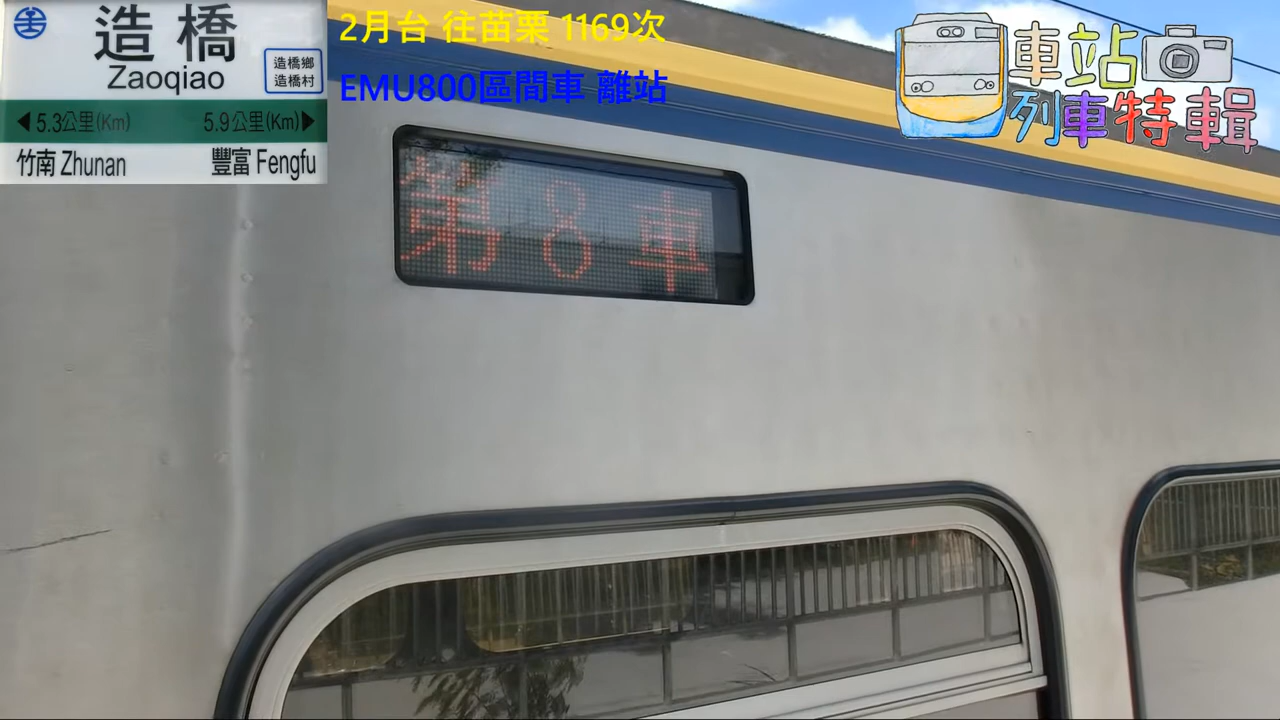 造橋
Zaoqiao
造橋鄉
造橋村
◀5.3公里(Km) 5.9公里(Km)▶
竹南 Zhunan 豐富 Fengfu
2月台 往苗栗 1169次
EMU800區間車 離站
車站
列車特輯
第8車